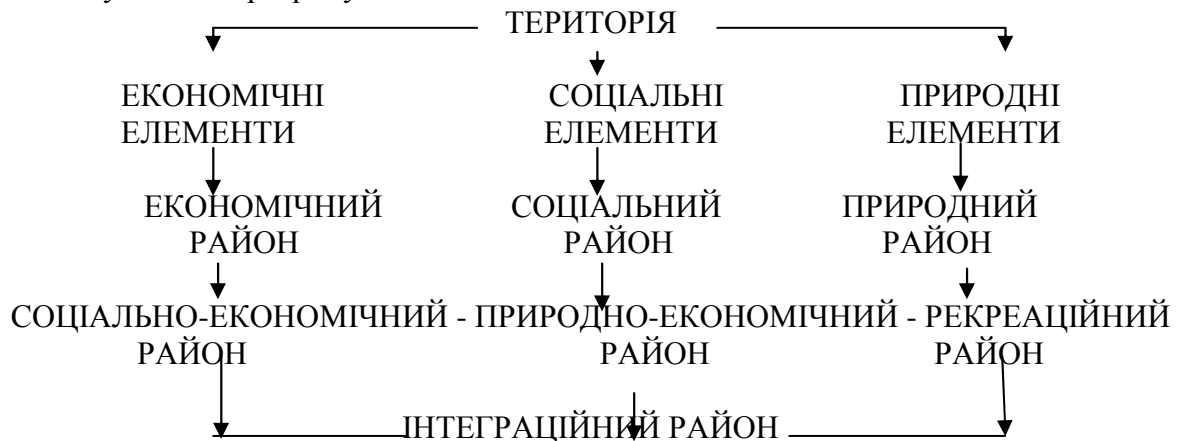 ТЕРИТОРІЯ
ЕКОНОМІЧНІ СОЦІАЛЬНІ ПРИРОДНІ
ЕЛЕМЕНТИ ЕЛЕМЕНТИ ЕЛЕМЕНТИ
ЕКОНОМІЧНИЙ СОЦІАЛЬНИЙ ПРИРОДНИЙ
РАЙОН РАЙОН РАЙОН
СОЦІАЛЬНО-ЕКОНОМІЧНИЙ - ПРИРОДНО-ЕКОНОМІЧНИЙ - РЕКРЕАЦІЙНИЙ
РАЙОН РАЙОН РАЙОН
ІНТЕГРАЦІЙНИЙ РАЙОН